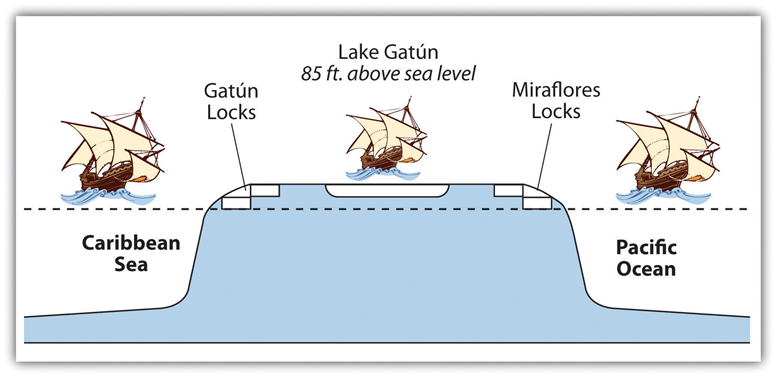 Lake Gatún
85 ft. above sea level
Gatún
Locks
Miraflores
Locks
Caribbean
Sea
Pacific
Ocean